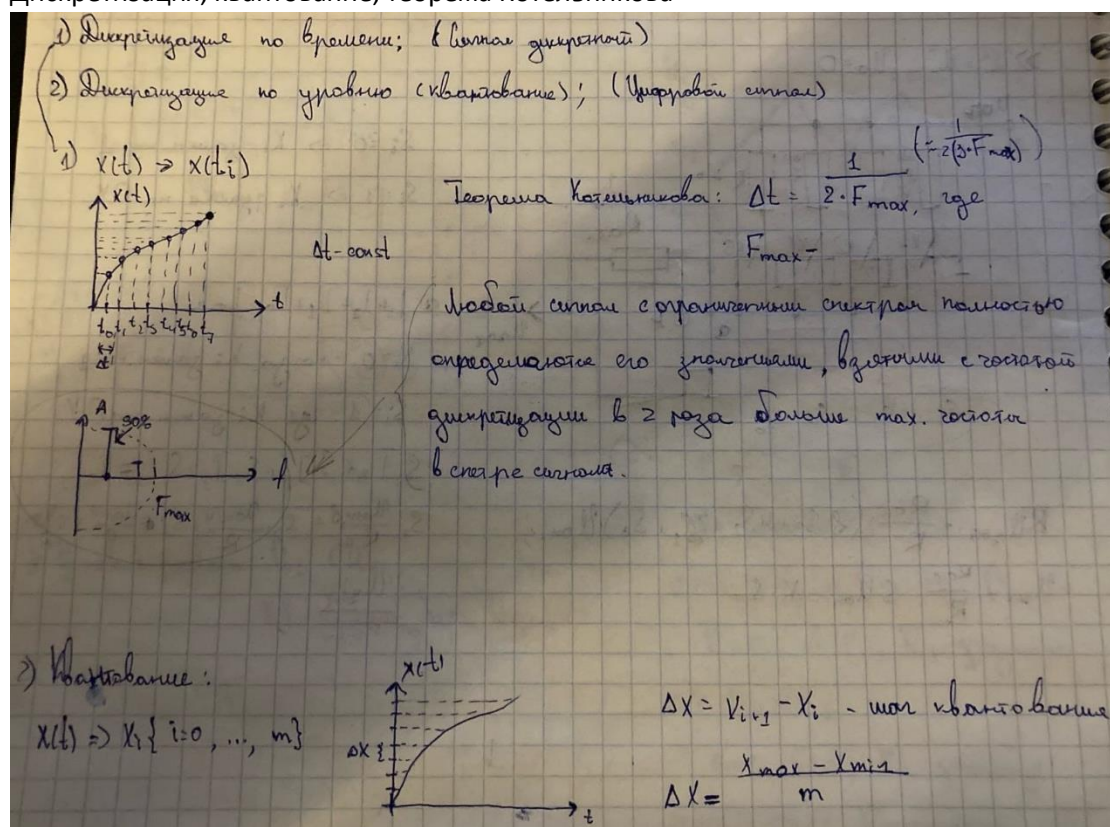 Дискретизация, квантование, теорема Котельникова
1) Дискретизация по времени; (Сигнал дискретный)
2) Дискретизация по уровню (квантование); (Цифровой сигнал)
1) x(t) → x(ti)
x(t)
t
t0 t1 t2 t3 t4 t5 t6 t7
Δt
Δt - const
Теорема Котельникова: Δt = 1 / 2·Fmax, где
Fmax -
Любой сигнал с ограниченным спектром полностью
определяется его значениями, взятыми с частотой
дискретизации в 2 раза больше max. частоты
в спектре сигнала.
A
90%
f
Fmax
2) Квантование:
x(t) => Xi { i=0, ..., m}
x(t)
ΔX {
t
ΔX = Xi+1 - Xi - шаг квантования
ΔX = Xmax - Xmin / m